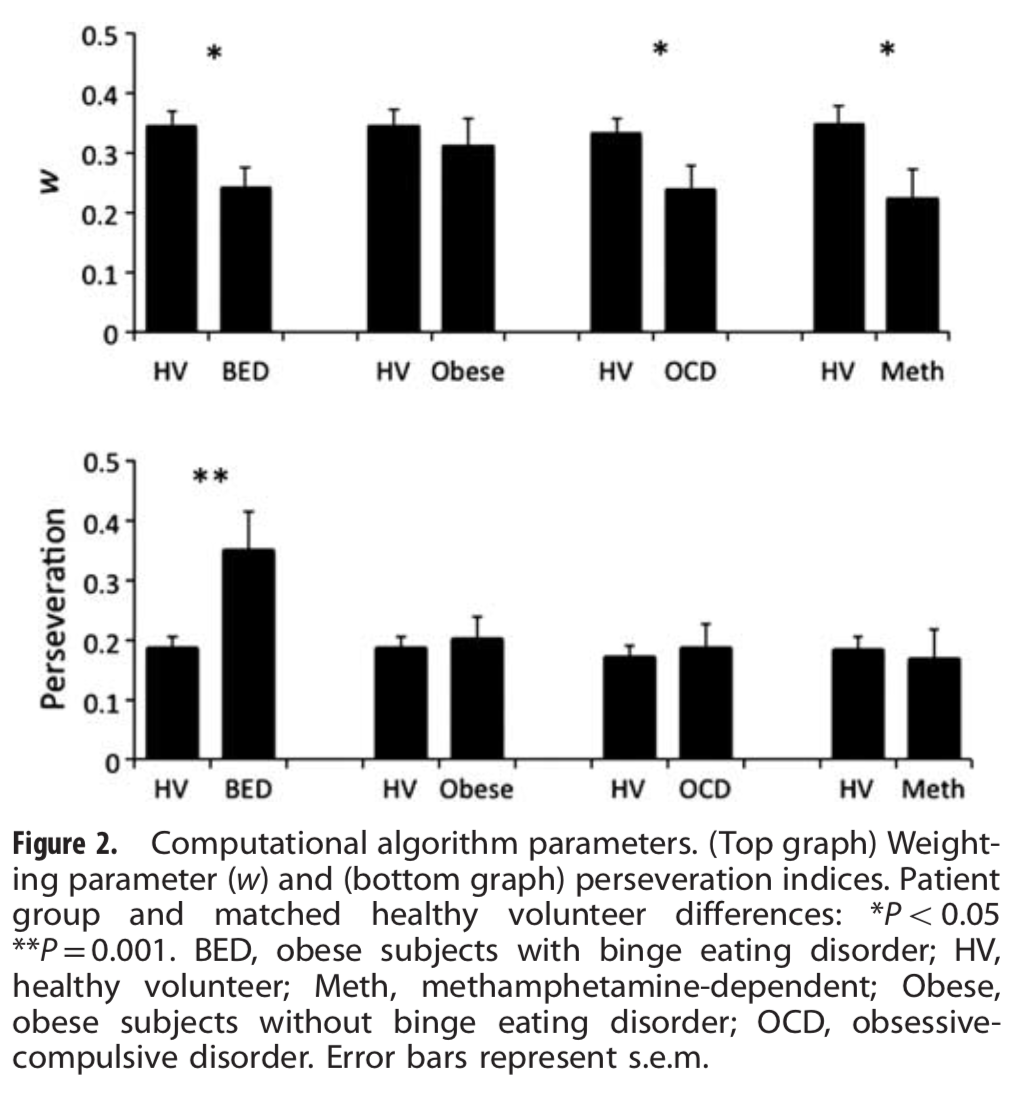 0.5
*
*
*
0.4
0.3
w
0.2
0.1
0
HV BED HV Obese HV OCD HV Meth
0.5
**
0.4
0.3
Perseveration
0.2
0.1
0
HV BED HV Obese HV OCD HV Meth
Figure 2. Computational algorithm parameters. (Top graph) Weight-
ing parameter (w) and (bottom graph) perseveration indices. Patient
group and matched healthy volunteer differences: *P < 0.05
**P = 0.001. BED, obese subjects with binge eating disorder; HV,
healthy volunteer; Meth, methamphetamine-dependent; Obese,
obese subjects without binge eating disorder; OCD, obsessive-
compulsive disorder. Error bars represent s.e.m.